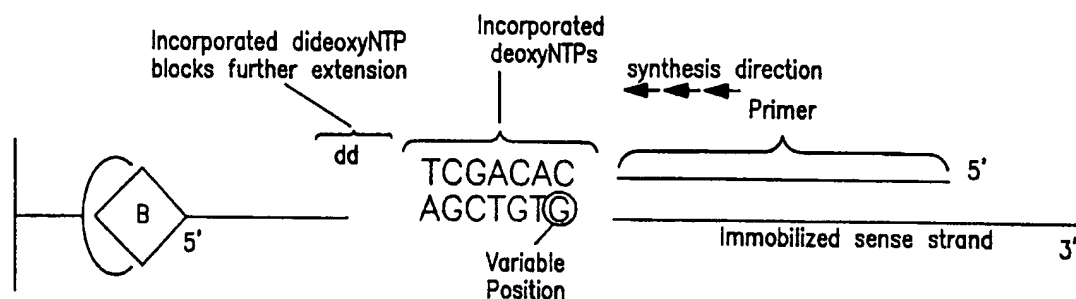 Incorporated dideoxyNTP
blocks further extension
Incorporated
deoxyNTPs
synthesis direction
Primer
dd
TCGACAC
5'
AGCTGTG
B
5'
Immobilized sense strand
3'
Variable
Position